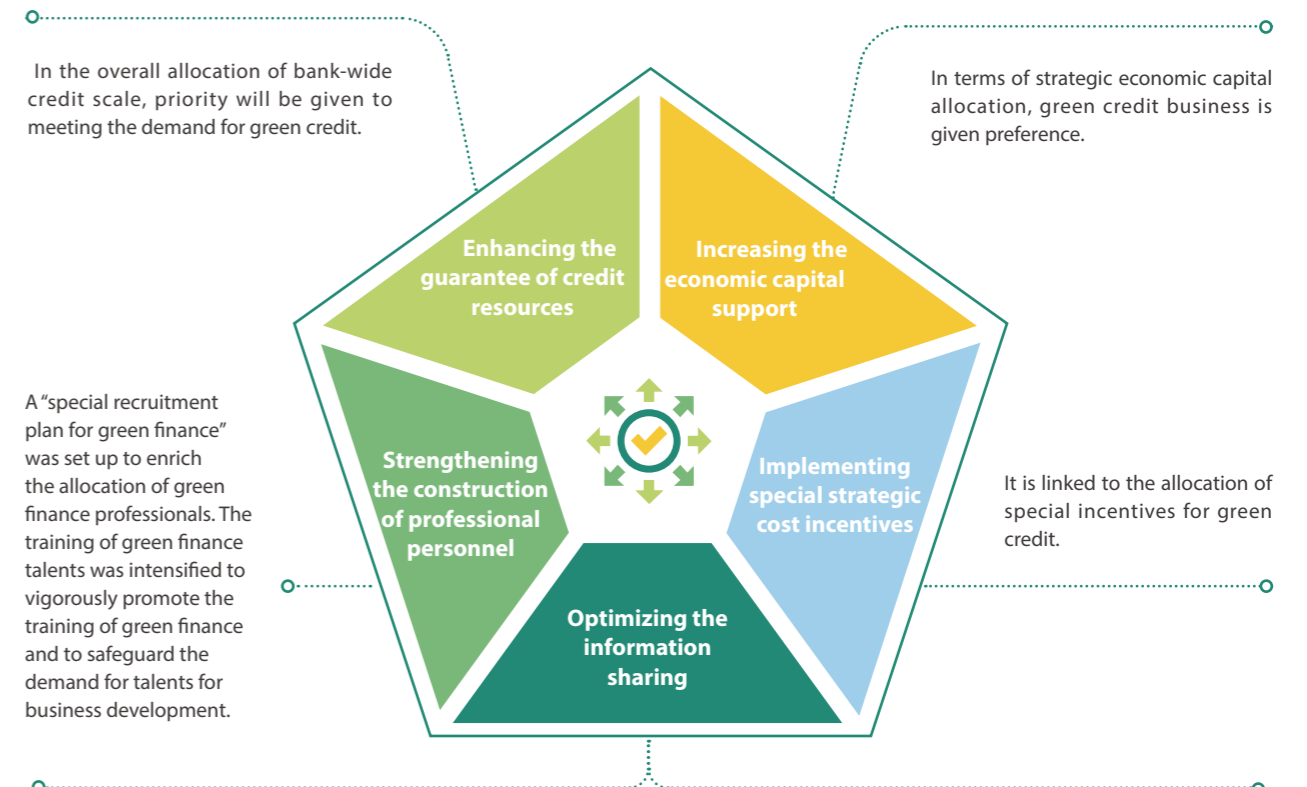 In the overall allocation of bank-wide
credit scale, priority will be given to
meeting the demand for green credit.
In terms of strategic economic capital
allocation, green credit business is
given preference.
Enhancing the
guarantee of credit
resources
Increasing the
economic capital
support
A “special recruitment
plan for green finance”
was set up to enrich
the allocation of green
finance professionals. The
training of green finance
talents was intensified to
vigorously promote the
training of green finance
and to safeguard the
demand for talents for
business development.
Strengthening
the construction
of professional
personnel
Implementing
special strategic
cost incentives
It is linked to the allocation of
special incentives for green
credit.
Optimizing the
information
sharing